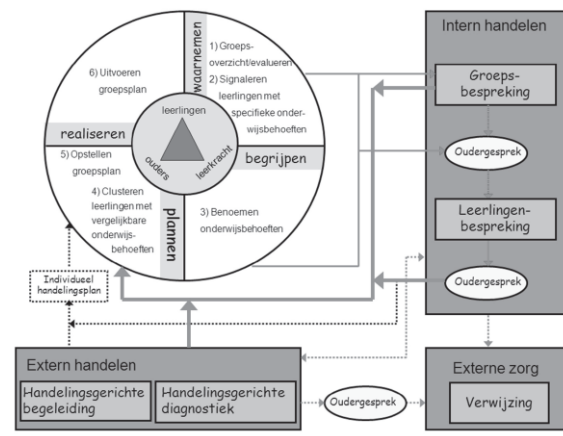 waarnemen
1) Groeps-
overzicht/evalueren
2) Signaleren
leerlingen met
specifieke onder-
wijsbehoeften
begrijpen
3) Benoemen
onderwijsbehoeften
plannen
4) Clusteren
leerlingen met
vergelijkbare
onderwijs-
behoeften
5) Opstellen
groepsplan
realiseren
6) Uitvoeren
groepsplan
leerlingen
ouders
leerkracht
Intern handelen
Groeps-
bespreking
Oudergesprek
Leerlingen-
bespreking
Oudergesprek
Individueel
handelingsplan
Extern handelen
Handelingsgerichte
begeleiding
Handelingsgerichte
diagnostiek
Oudergesprek
Externe zorg
Verwijzing